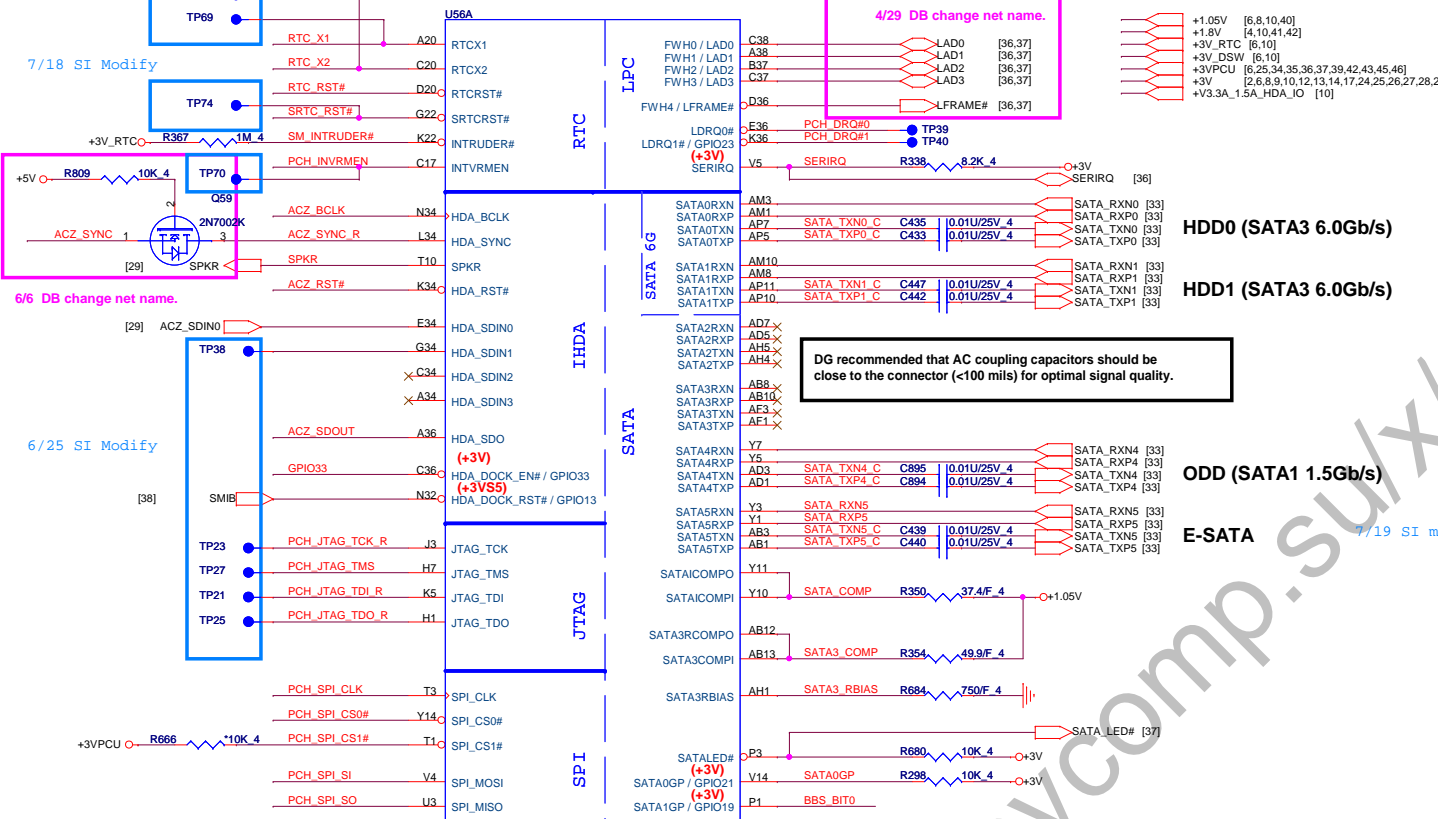 TP69
U56A
4/29 DB change net name.
+1.05V [6,8,10,40]
+1.8V [4,10,41,42]
+3V_RTC [6,10]
+3V_DSW [6,10]
+3VPCU [6,25,34,35,36,37,39,42,43,45,46]
+3V [2,6,8,9,10,12,13,14,17,24,25,26,27,28,2
+V3.3A_1.5A_HDA_IO [10]
7/18 SI Modify
RTC_X1 A20 RTCX1
RTC_X2 C20 RTCX2
RTC_RST# D20 RTCRST#
TP74
SRTC_RST# G22 SRTCRST#
+3V_RTC R367 1M_4 SM_INTRUDER# K22 INTRUDER#
PCH_INVRMEN C17 INTVRMEN
RTC
LPC
FWH0 / LAD0 C38 LAD0 [36,37]
FWH1 / LAD1 A38 LAD1 [36,37]
FWH2 / LAD2 B37 LAD2 [36,37]
FWH3 / LAD3 C37 LAD3 [36,37]
FWH4 / LFRAME# D36 LFRAME# [36,37]
LDRQ0# E36 PCH_DRQ#0 TP39
LDRQ1# / GPIO23 K36 PCH_DRQ#1 TP40
(+3V)
SERIRQ V5 SERIRQ R338 8.2K_4 +3V
SERIRQ [36]
+5V R809 10K_4 TP70
Q59
2
2N7002K
ACZ_SYNC 1 3 ACZ_SYNC_R L34 HDA_SYNC
ACZ_BCLK N34 HDA_BCLK
[29] SPKR SPKR T10 SPKR
ACZ_RST# K34 HDA_RST#
6/6 DB change net name.
[29] ACZ_SDIN0 E34 HDA_SDIN0
TP38 G34 HDA_SDIN1
C34 HDA_SDIN2
A34 HDA_SDIN3
IHDA
6/25 SI Modify
ACZ_SDOUT A36 HDA_SDO
(+3V)
GPIO33 C36 HDA_DOCK_EN# / GPIO33
(+3VS5)
[38] SMIB N32 HDA_DOCK_RST# / GPIO13
TP23 PCH_JTAG_TCK_R J3 JTAG_TCK
TP27 PCH_JTAG_TMS H7 JTAG_TMS
TP21 PCH_JTAG_TDI_R K5 JTAG_TDI
TP25 PCH_JTAG_TDO_R H1 JTAG_TDO
JTAG
PCH_SPI_CLK T3 SPI_CLK
PCH_SPI_CS0# Y14 SPI_CS0#
+3VPCU R666 *10K_4 PCH_SPI_CS1# T1 SPI_CS1#
PCH_SPI_SI V4 SPI_MOSI
PCH_SPI_SO U3 SPI_MISO
SPI
SATA 6G
SATA0RXN AM3 SATA_RXN0 [33]
SATA0RXP AM1 SATA_RXP0 [33]
SATA0TXN AP7 SATA_TXN0_C C435 0.01U/25V_4 SATA_TXN0 [33]
SATA0TXP AP5 SATA_TXP0_C C433 0.01U/25V_4 SATA_TXP0 [33]
HDD0 (SATA3 6.0Gb/s)
SATA1RXN AM10 SATA_RXN1 [33]
SATA1RXP AM8 SATA_RXP1 [33]
SATA1TXN AP11 SATA_TXN1_C C447 0.01U/25V_4 SATA_TXN1 [33]
SATA1TXP AP10 SATA_TXP1_C C442 0.01U/25V_4 SATA_TXP1 [33]
HDD1 (SATA3 6.0Gb/s)
SATA2RXN AD7
SATA2RXP AD5
SATA2TXN AH5
SATA2TXP AH4
DG recommended that AC coupling capacitors should be
close to the connector (<100 mils) for optimal signal quality.
SATA3RXN AB8
SATA3RXP AB10
SATA3TXN AF3
SATA3TXP AF1
SATA
SATA4RXN Y7 SATA_RXN4 [33]
SATA4RXP Y5 SATA_RXP4 [33]
SATA4TXN AD3 SATA_TXN4_C C895 0.01U/25V_4 SATA_TXN4 [33]
SATA4TXP AD1 SATA_TXP4_C C894 0.01U/25V_4 SATA_TXP4 [33]
ODD (SATA1 1.5Gb/s)
SATA5RXN Y3 SATA_RXN5 SATA_RXN5 [33]
SATA5RXP Y1 SATA_RXP5 SATA_RXP5 [33]
SATA5TXN AB3 SATA_TXN5_C C439 0.01U/25V_4 SATA_TXN5 [33]
SATA5TXP AB1 SATA_TXP5_C C440 0.01U/25V_4 SATA_TXP5 [33]
E-SATA
7/19 SI m
SATAICOMPO Y11
SATAICOMPI Y10 SATA_COMP R350 37.4/F_4 +1.05V
SATA3RCOMPO AB12
SATA3COMPI AB13 SATA3_COMP R354 49.9/F_4
SATA3RBIAS AH1 SATA3_RBIAS R684 750/F_4
SATA_LED# [37]
SATALED# P3 R680 10K_4 +3V
(+3V)
SATA0GP / GPIO21 V14 SATA0GP R298 10K_4 +3V
(+3V)
SATA1GP / GPIO19 P1 BBS_BIT0
ycomp.su/x/